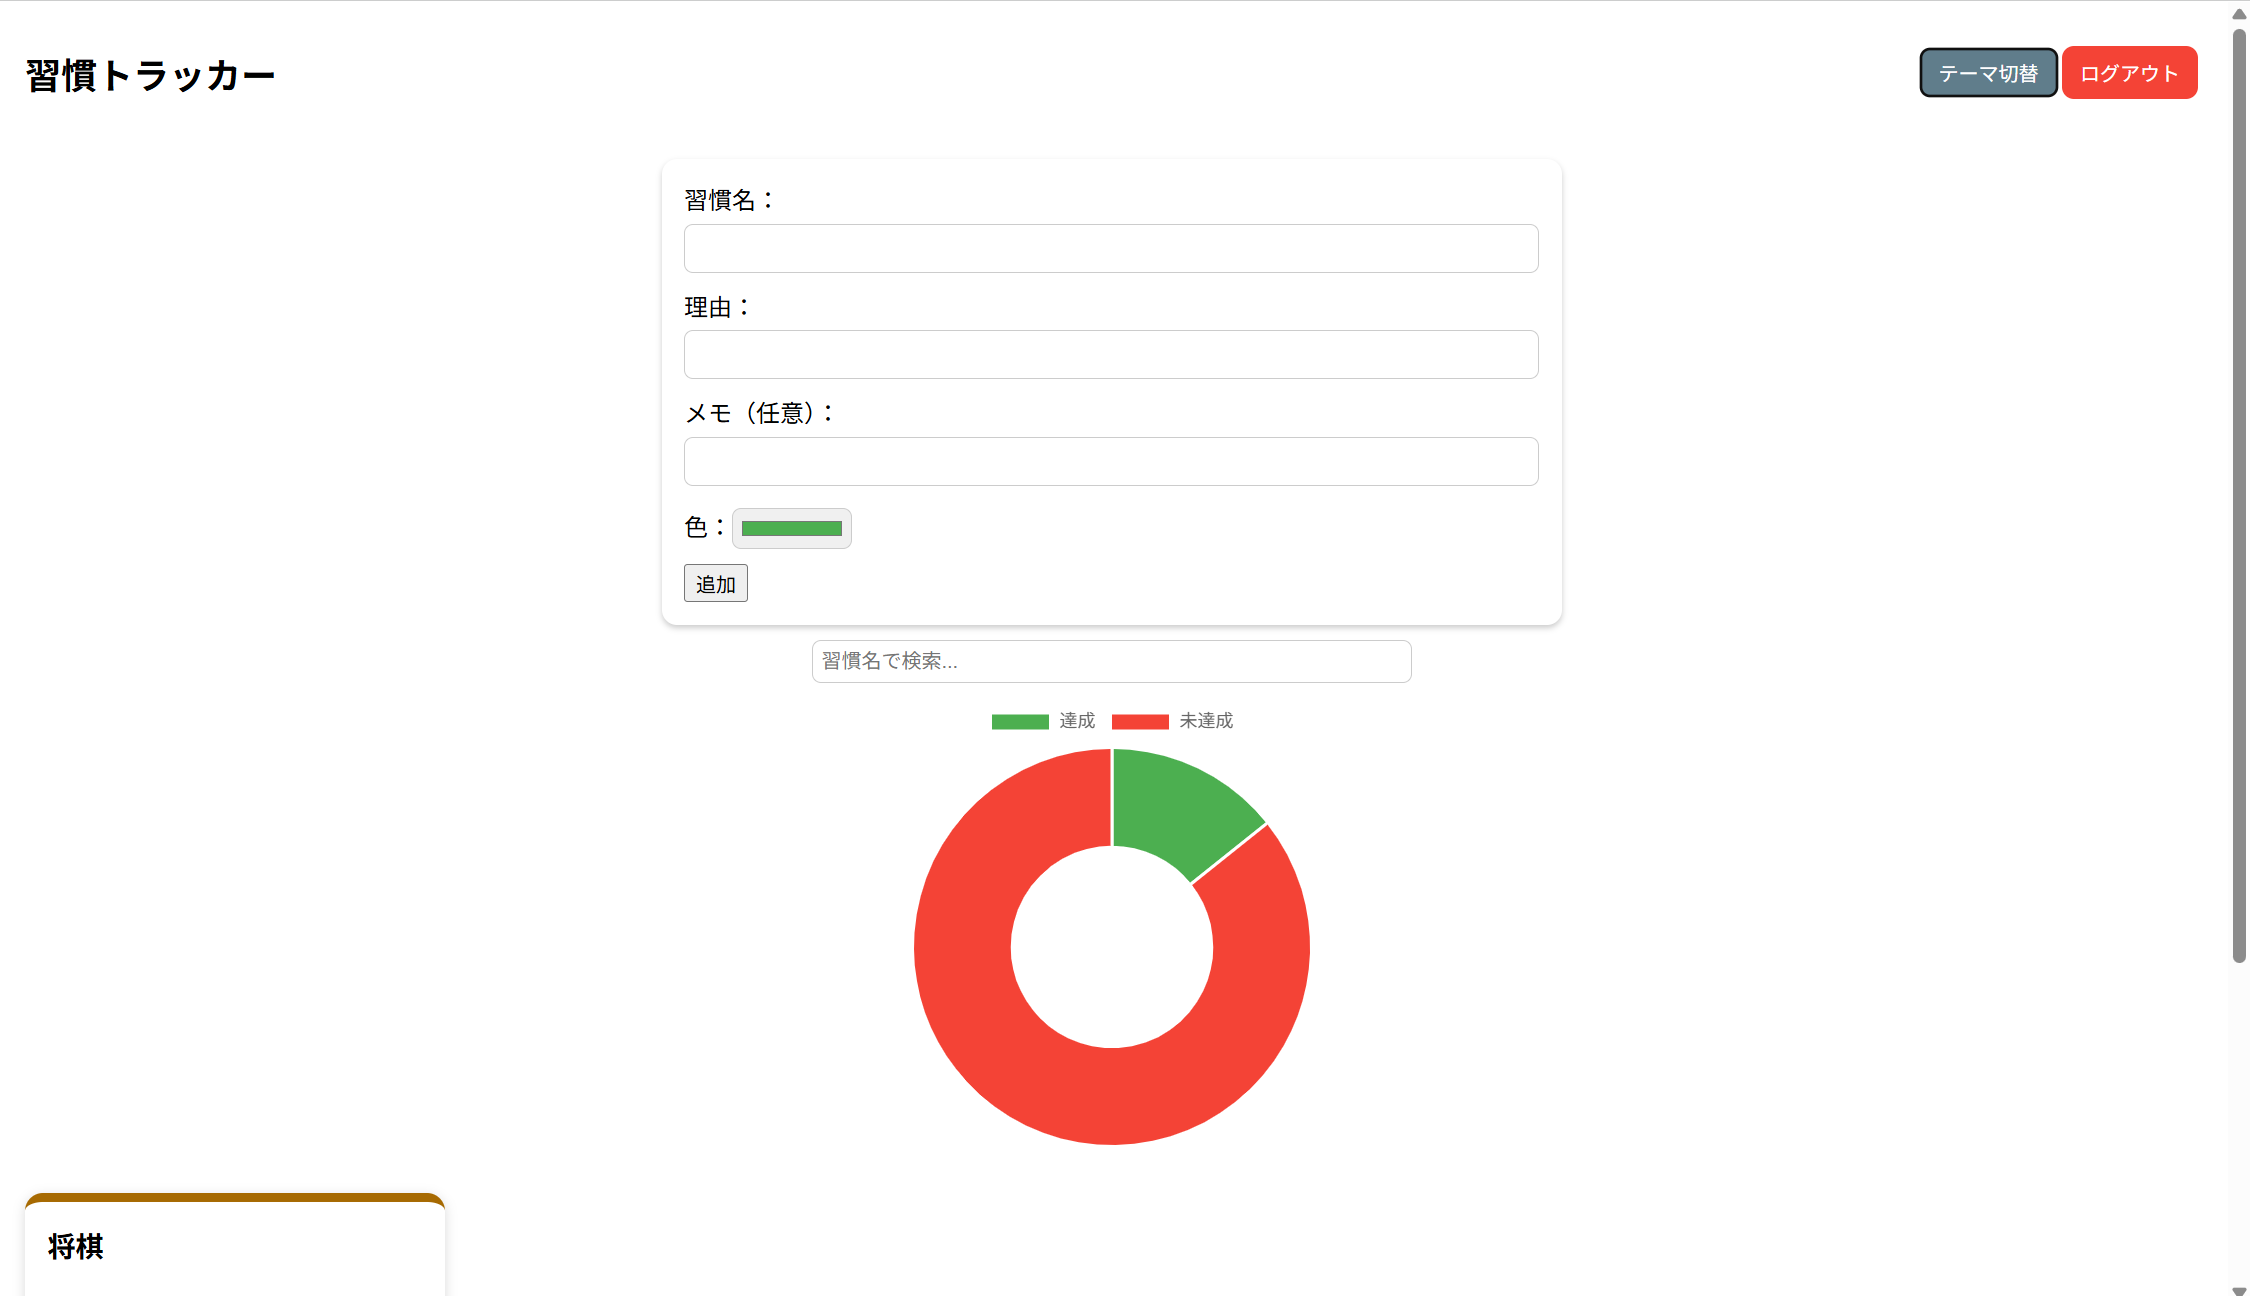 習慣トラッカー
テーマ切替 ログアウト
習慣名：
理由：
メモ（任意）：
色：
追加
習慣名で検索...
達成 未達成
将棋